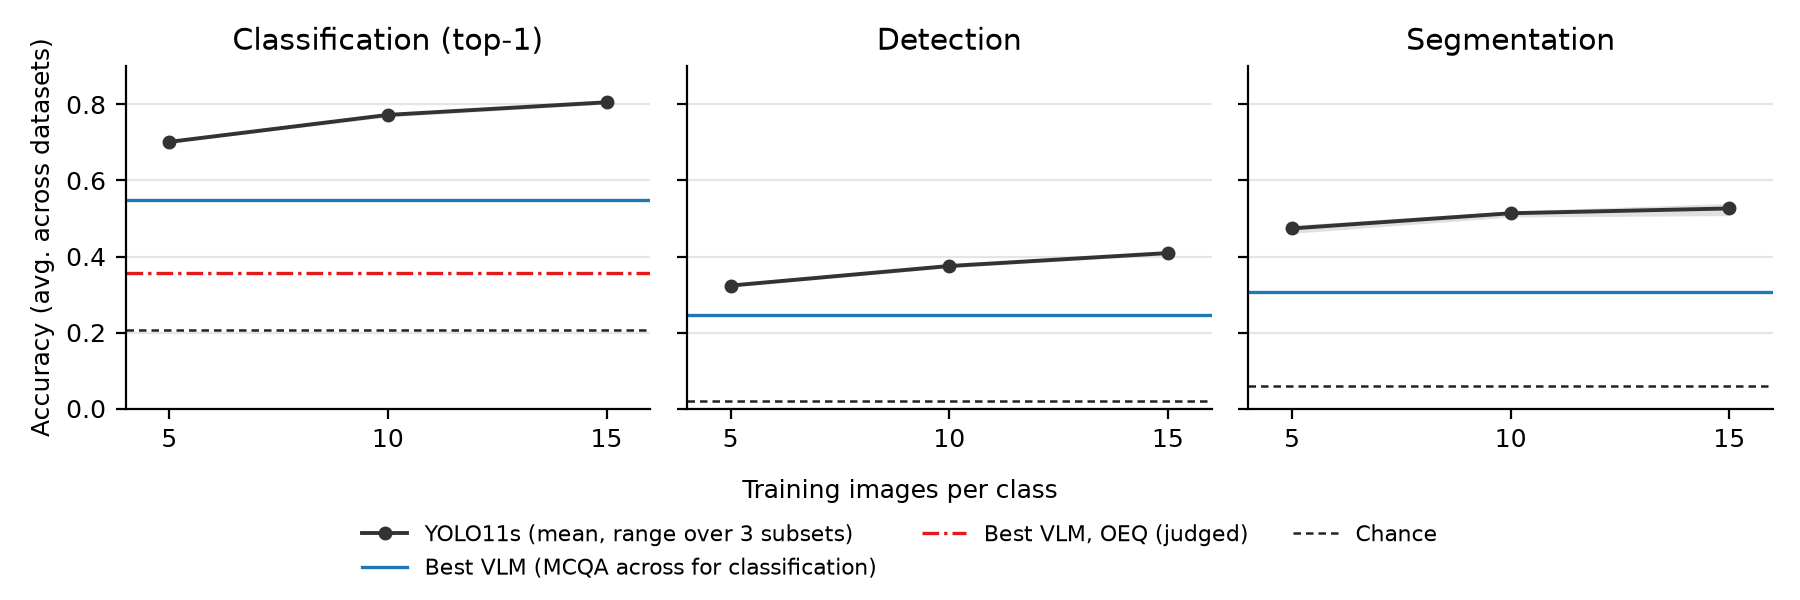 Classification (top-1)
Detection
Segmentation
Accuracy (avg. across datasets)
0.8
0.6
0.4
0.2
0.0
5 10 15
5 10 15
5 10 15
Training images per class
YOLO11s (mean, range over 3 subsets)
Best VLM (MCQA across for classification)
Best VLM, OEQ (judged)
Chance